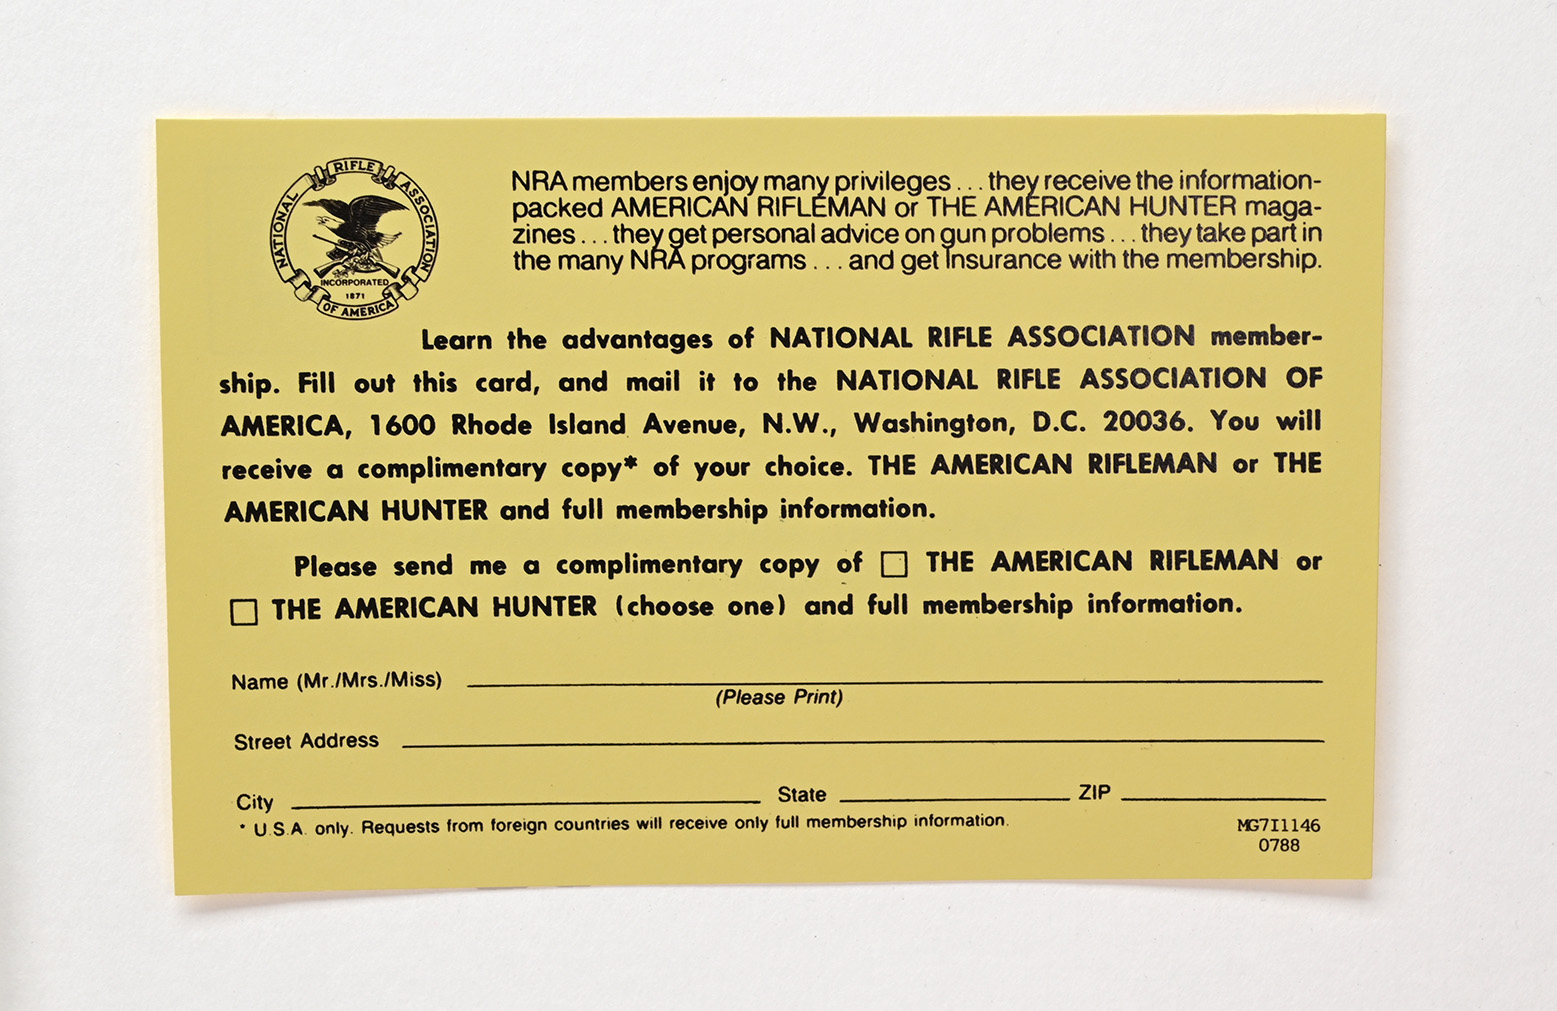 NATIONAL RIFLE ASSOCIATION
INCORPORATED
1871
OF AMERICA
NRA members enjoy many privileges . . . they receive the information-
packed AMERICAN RIFLEMAN or THE AMERICAN HUNTER maga-
zines . . . they get personal advice on gun problems . . . they take part in
the many NRA programs . . . and get insurance with the membership.
Learn the advantages of NATIONAL RIFLE ASSOCIATION member-
ship. Fill out this card, and mail it to the NATIONAL RIFLE ASSOCIATION OF
AMERICA, 1600 Rhode Island Avenue, N.W., Washington, D.C. 20036. You will
receive a complimentary copy* of your choice. THE AMERICAN RIFLEMAN or THE
AMERICAN HUNTER and full membership information.
Please send me a complimentary copy of □ THE AMERICAN RIFLEMAN or
□ THE AMERICAN HUNTER (choose one) and full membership information.
Name (Mr./Mrs./Miss)
(Please Print)
Street Address
City State ZIP
* U.S.A. only. Requests from foreign countries will receive only full membership information.
MG7I1146
0788